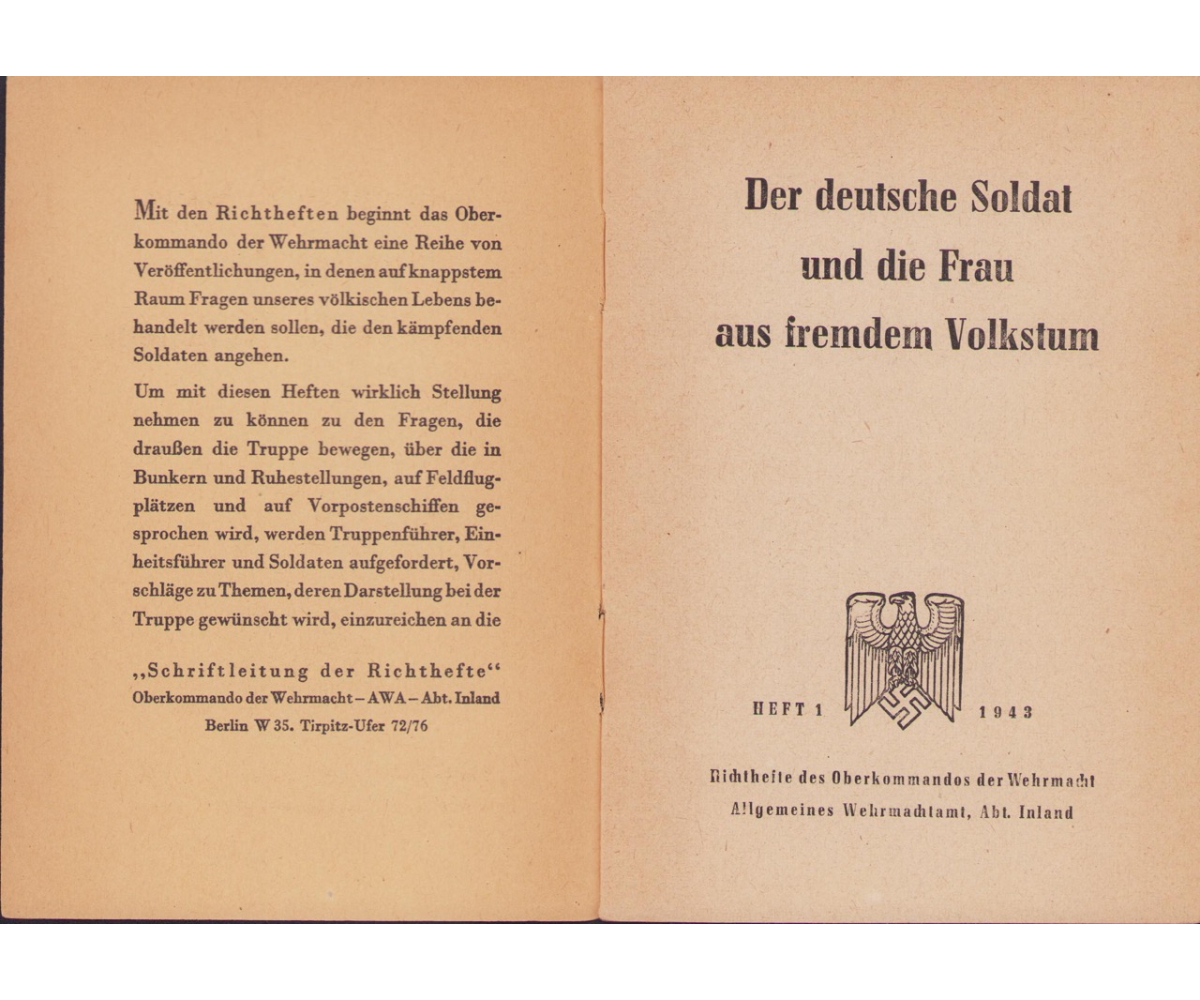 Mit den Richtheften beginnt das Ober-
kommando der Wehrmacht eine Reihe von
Veröffentlichungen, in denen auf knappstem
Raum Fragen unseres völkischen Lebens be-
handelt werden sollen, die den kämpfenden
Soldaten angehen.
Um mit diesen Heften wirklich Stellung
nehmen zu können zu den Fragen, die
draußen die Truppe bewegen, über die in
Bunkern und Ruhestellungen, auf Feldflug-
plätzen und auf Vorpostenschiffen ge-
sprochen wird, werden Truppenführer, Ein-
heitsführer und Soldaten aufgefordert, Vor-
schläge zu Themen, deren Darstellung bei der
Truppe gewünscht wird, einzureichen an die
„Schriftleitung der Richthefte“
Oberkommando der Wehrmacht – AWA – Abt. Inland
Berlin W 35. Tirpitz-Ufer 72/76
Der deutsche Soldat
und die Frau
aus fremdem Volkstum
HEFT 1 1943
Richthefte des Oberkommandos der Wehrmacht
Allgemeines Wehrmachtamt, Abt. Inland